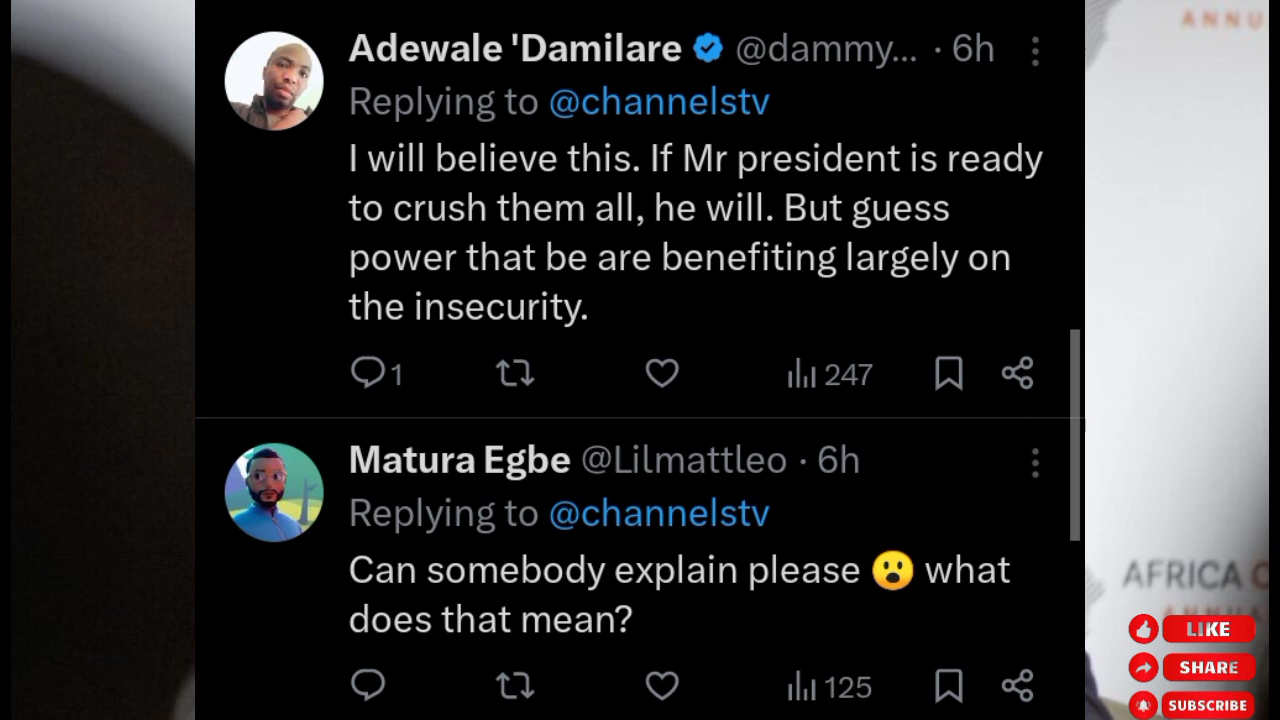 Adewale 'Damilare @dammy... · 6h
Replying to @channelstv
I will believe this. If Mr president is ready
to crush them all, he will. But guess
power that be are benefiting largely on
the insecurity.
1 247
Matura Egbe @Lilmattleo · 6h
Replying to @channelstv
Can somebody explain please 😮 what
does that mean?
125
ANNU
AFRICA C
LIKE
SHARE
SUBSCRIBE